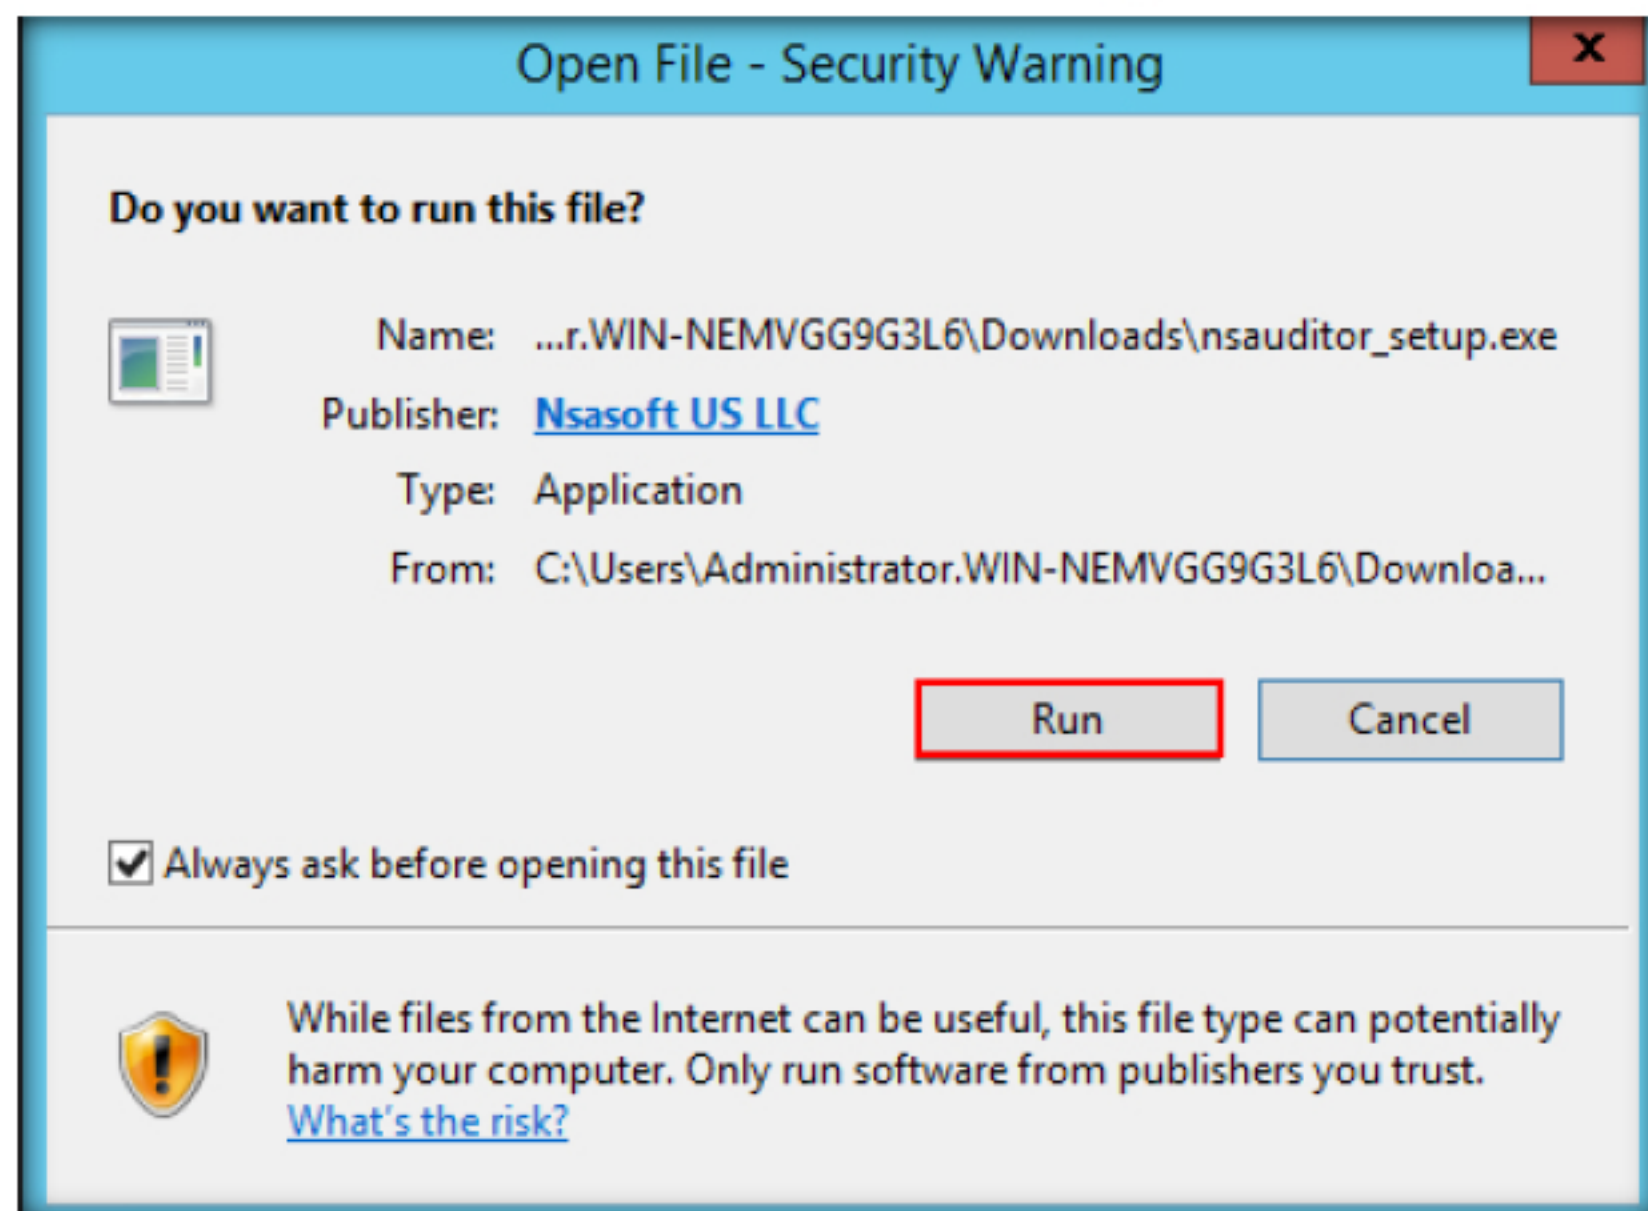 Open File - Security Warning
x
Do you want to run this file?
Name: ...r.WIN-NEMVGG9G3L6\Downloads\nsauditor_setup.exe
Publisher: Nsasoft US LLC
Type: Application
From: C:\Users\Administrator.WIN-NEMVGG9G3L6\Downloa...
Run Cancel
Always ask before opening this file
While files from the Internet can be useful, this file type can potentially
harm your computer. Only run software from publishers you trust.
What's the risk?